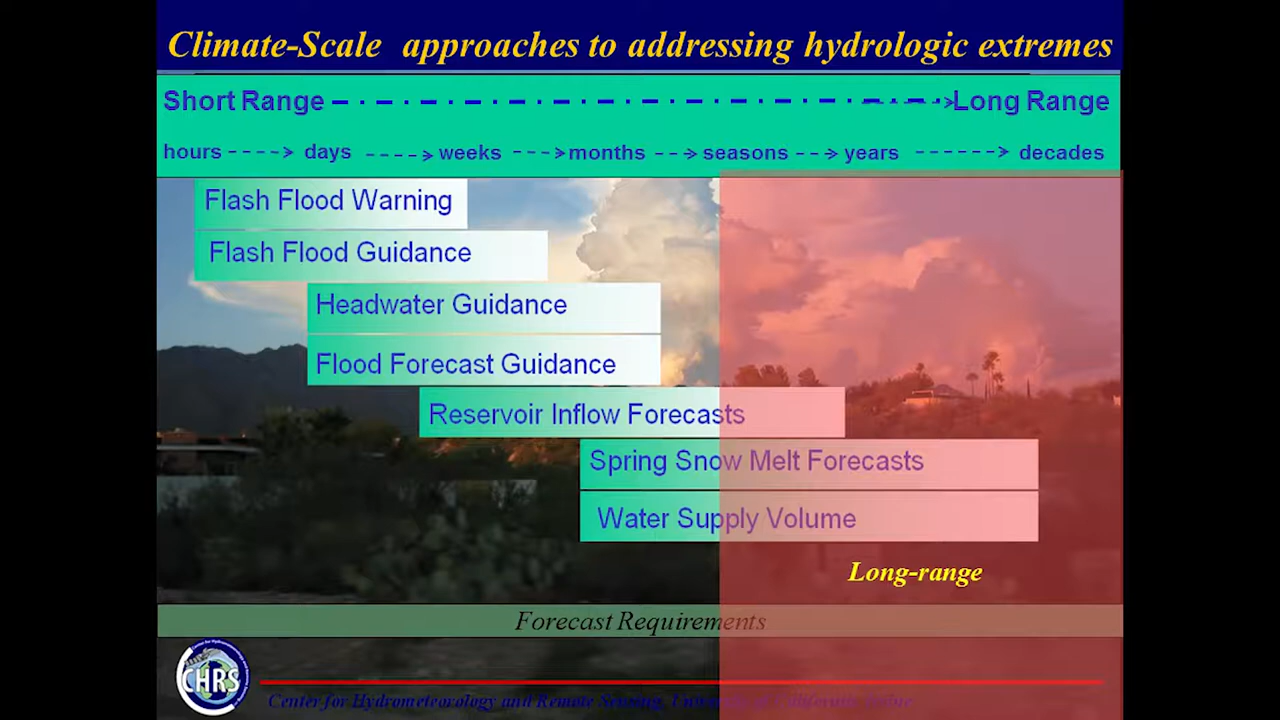 Climate-Scale approaches to addressing hydrologic extremes
Short Range Long Range
hours days weeks months seasons years decades
Flash Flood Warning
Flash Flood Guidance
Headwater Guidance
Flood Forecast Guidance
Reservoir Inflow Forecasts
Spring Snow Melt Forecasts
Water Supply Volume
Long-range
Forecast Requirements
CHRS
Center for Hydrometeorology and Remote Sensing, University of California, Irvine